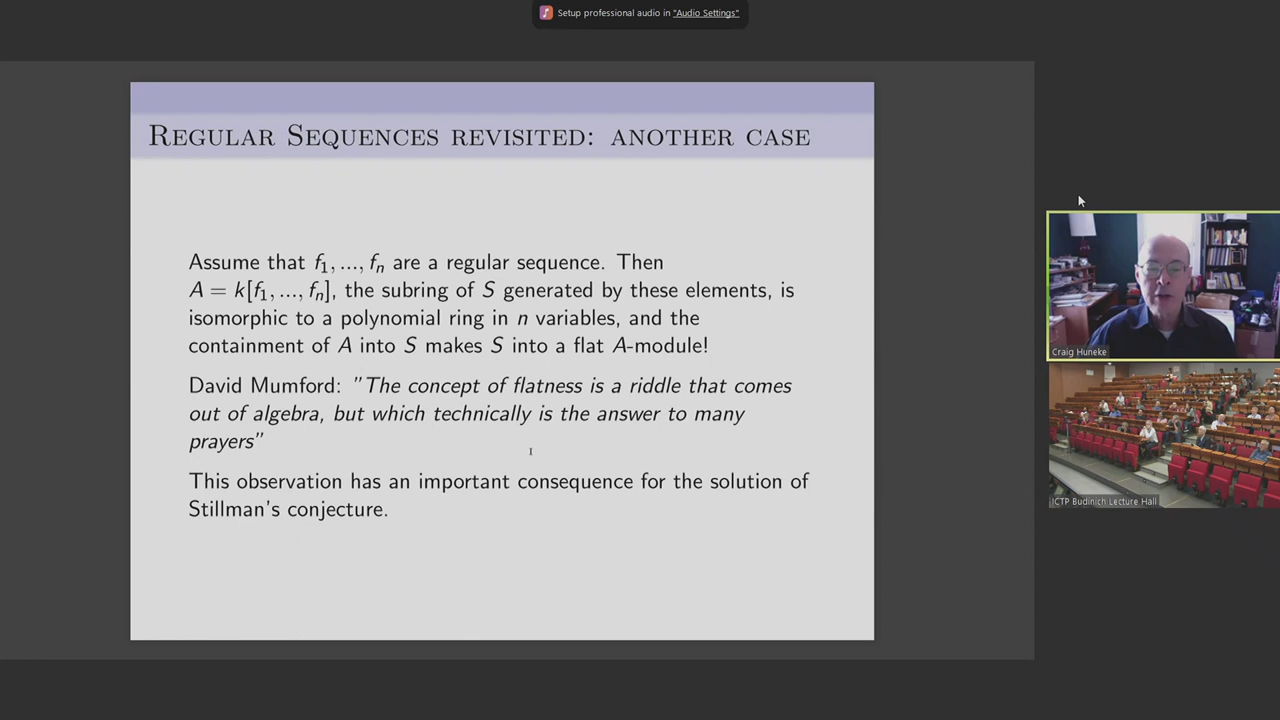 Setup professional audio in "Audio Settings"
REGULAR SEQUENCES REVISITED: ANOTHER CASE
Assume that f₁, ..., fₙ are a regular sequence. Then
A = k[f₁, ..., fₙ], the subring of S generated by these elements, is
isomorphic to a polynomial ring in n variables, and the
containment of A into S makes S into a flat A-module!
David Mumford: "The concept of flatness is a riddle that comes
out of algebra, but which technically is the answer to many
prayers"
This observation has an important consequence for the solution of
Stillman's conjecture.
Craig Huneke
ICTP Budinich Lecture Hall